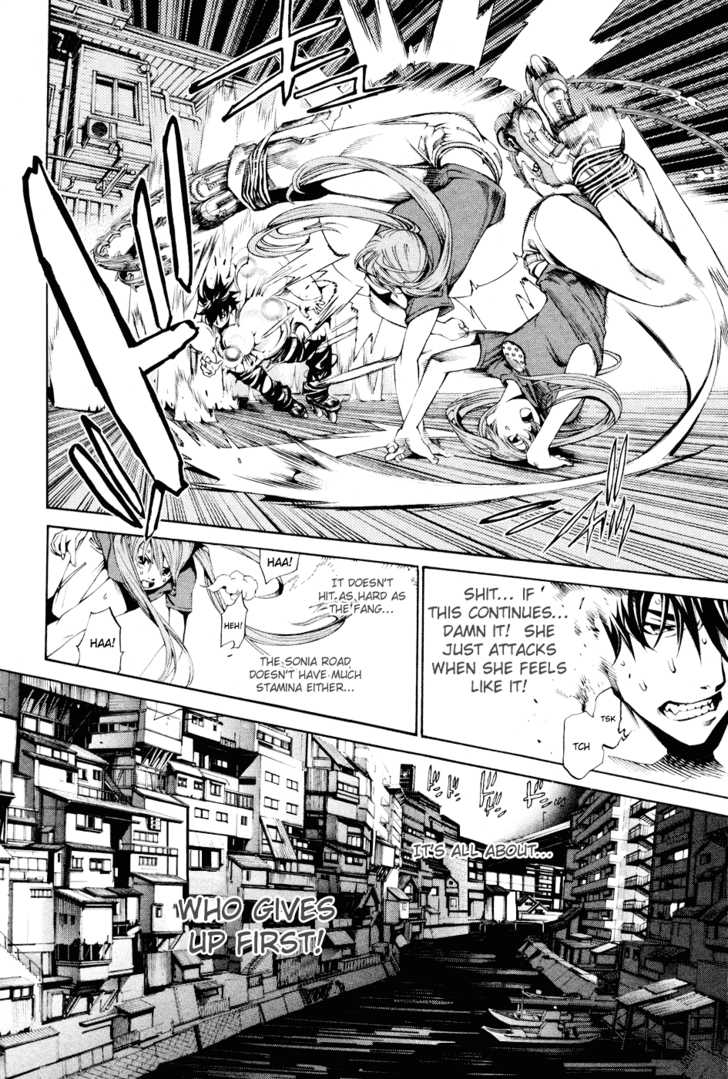 SHIT... IF
THIS CONTINUES...
DAMN IT! SHE
JUST ATTACKS
WHEN SHE FEELS
LIKE IT!
TSK
TCH
HAA!
IT DOESN'T
HIT AS HARD AS
THE FANG...
HEH!
HAA!
THE SONIA ROAD
DOESN'T HAVE MUCH
STAMINA EITHER...
IT'S ALL ABOUT...
WHO GIVES
UP FIRST!